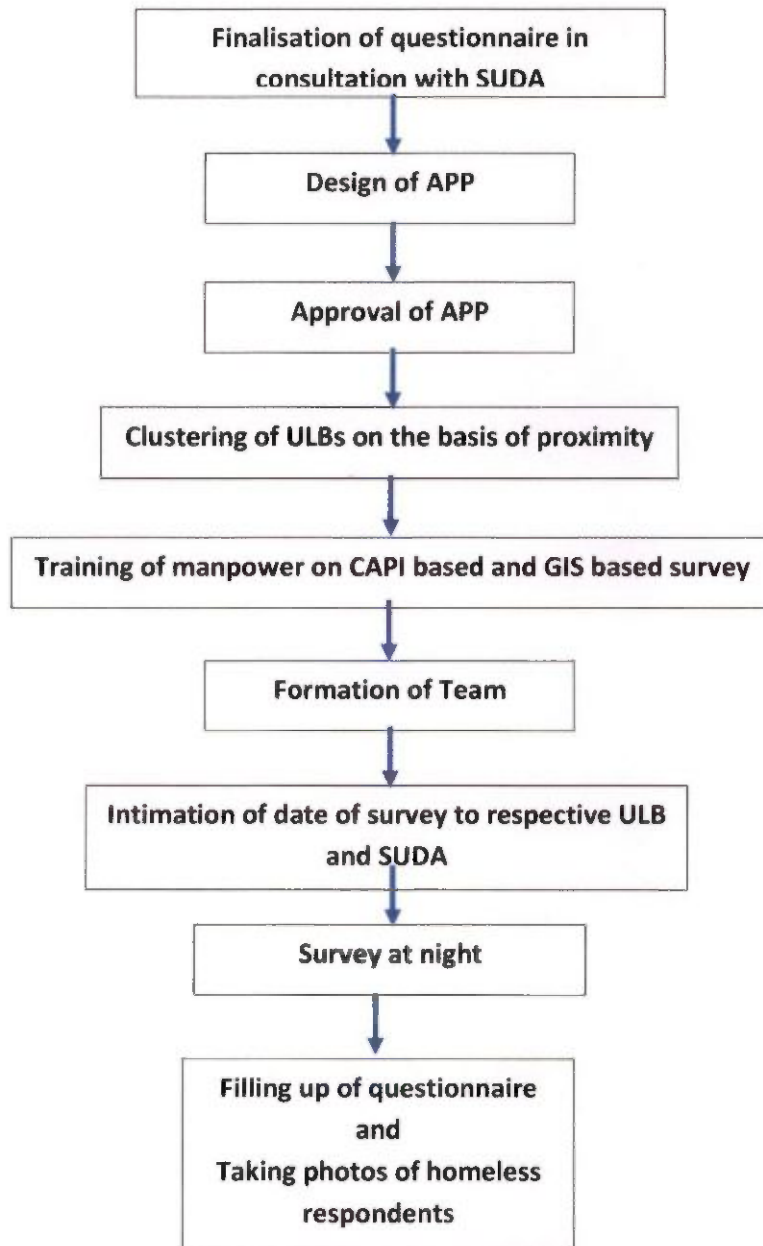 Finalisation of questionnaire in
consultation with SUDA
Design of APP
Approval of APP
Clustering of ULBs on the basis of proximity
Training of manpower on CAPI based and GIS based survey
Formation of Team
Intimation of date of survey to respective ULB
and SUDA
Survey at night
Filling up of questionnaire
and
Taking photos of homeless
respondents